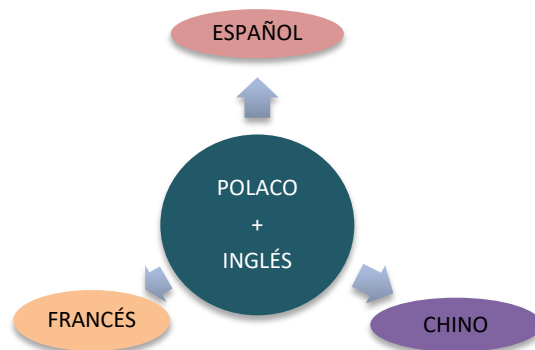 ESPAÑOL
POLACO
+
INGLÉS
FRANCÉS
CHINO